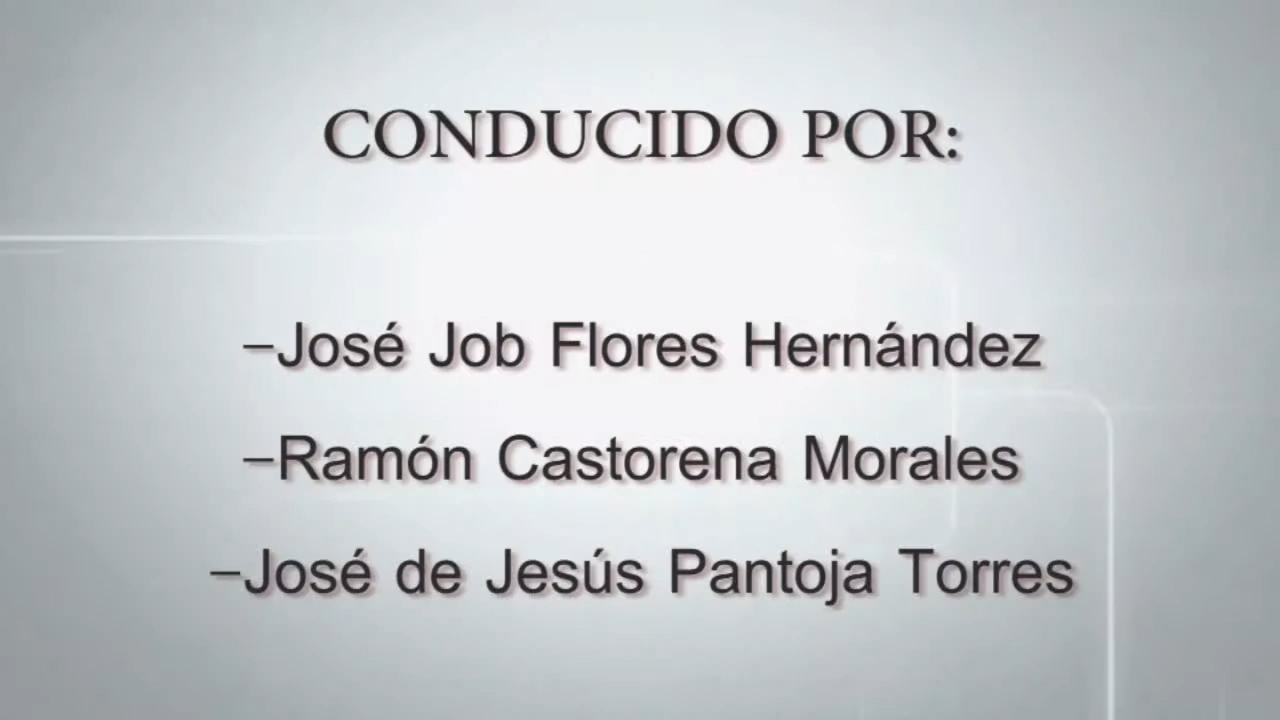 CONDUCIDO POR:
–José Job Flores Hernández
–Ramón Castorena Morales
–José de Jesús Pantoja Torres